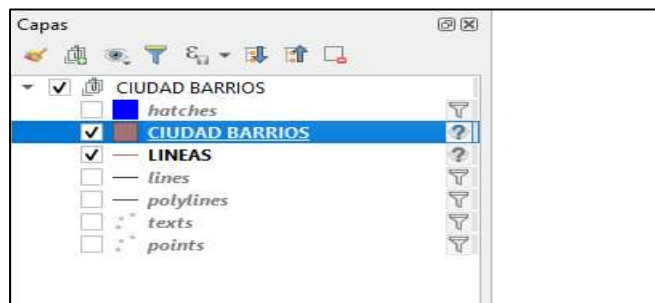 Capas
CIUDAD BARRIOS
hatches
CIUDAD BARRIOS
?
LINEAS
?
lines
polylines
texts
points